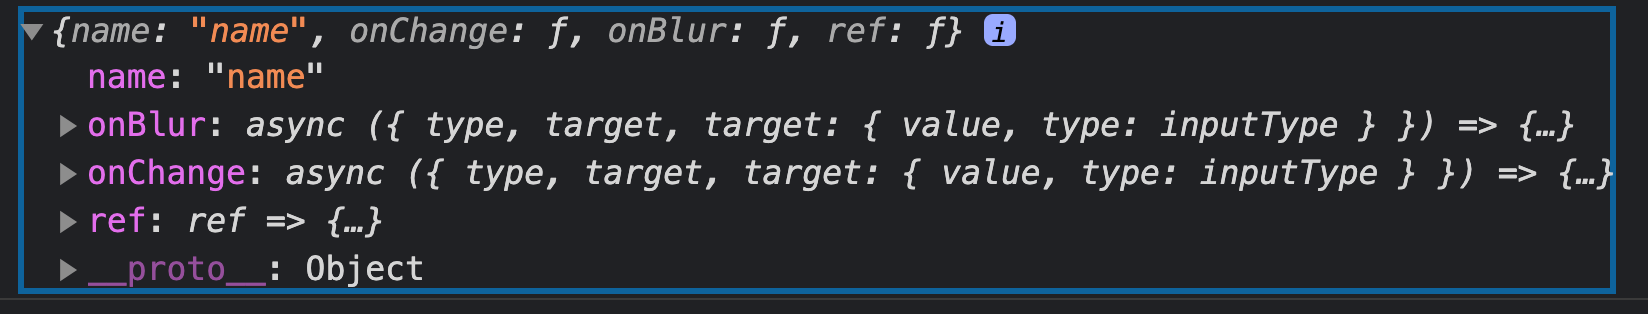 ▼{name: "name", onChange: ƒ, onBlur: ƒ, ref: ƒ} i
name: "name"
▶ onBlur: async ({ type, target, target: { value, type: inputType } }) => {…}
▶ onChange: async ({ type, target, target: { value, type: inputType } }) => {…}
▶ ref: ref => {…}
▶ __proto__: Object